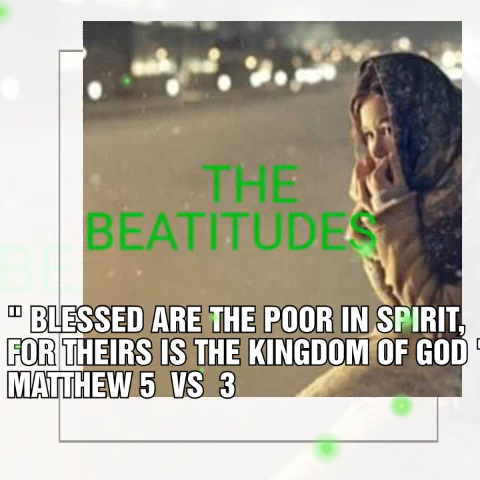 THE
BEATITUDES
" BLESSED ARE THE POOR IN SPIRIT,
FOR THEIRS IS THE KINGDOM OF GOD "
MATTHEW 5 VS 3